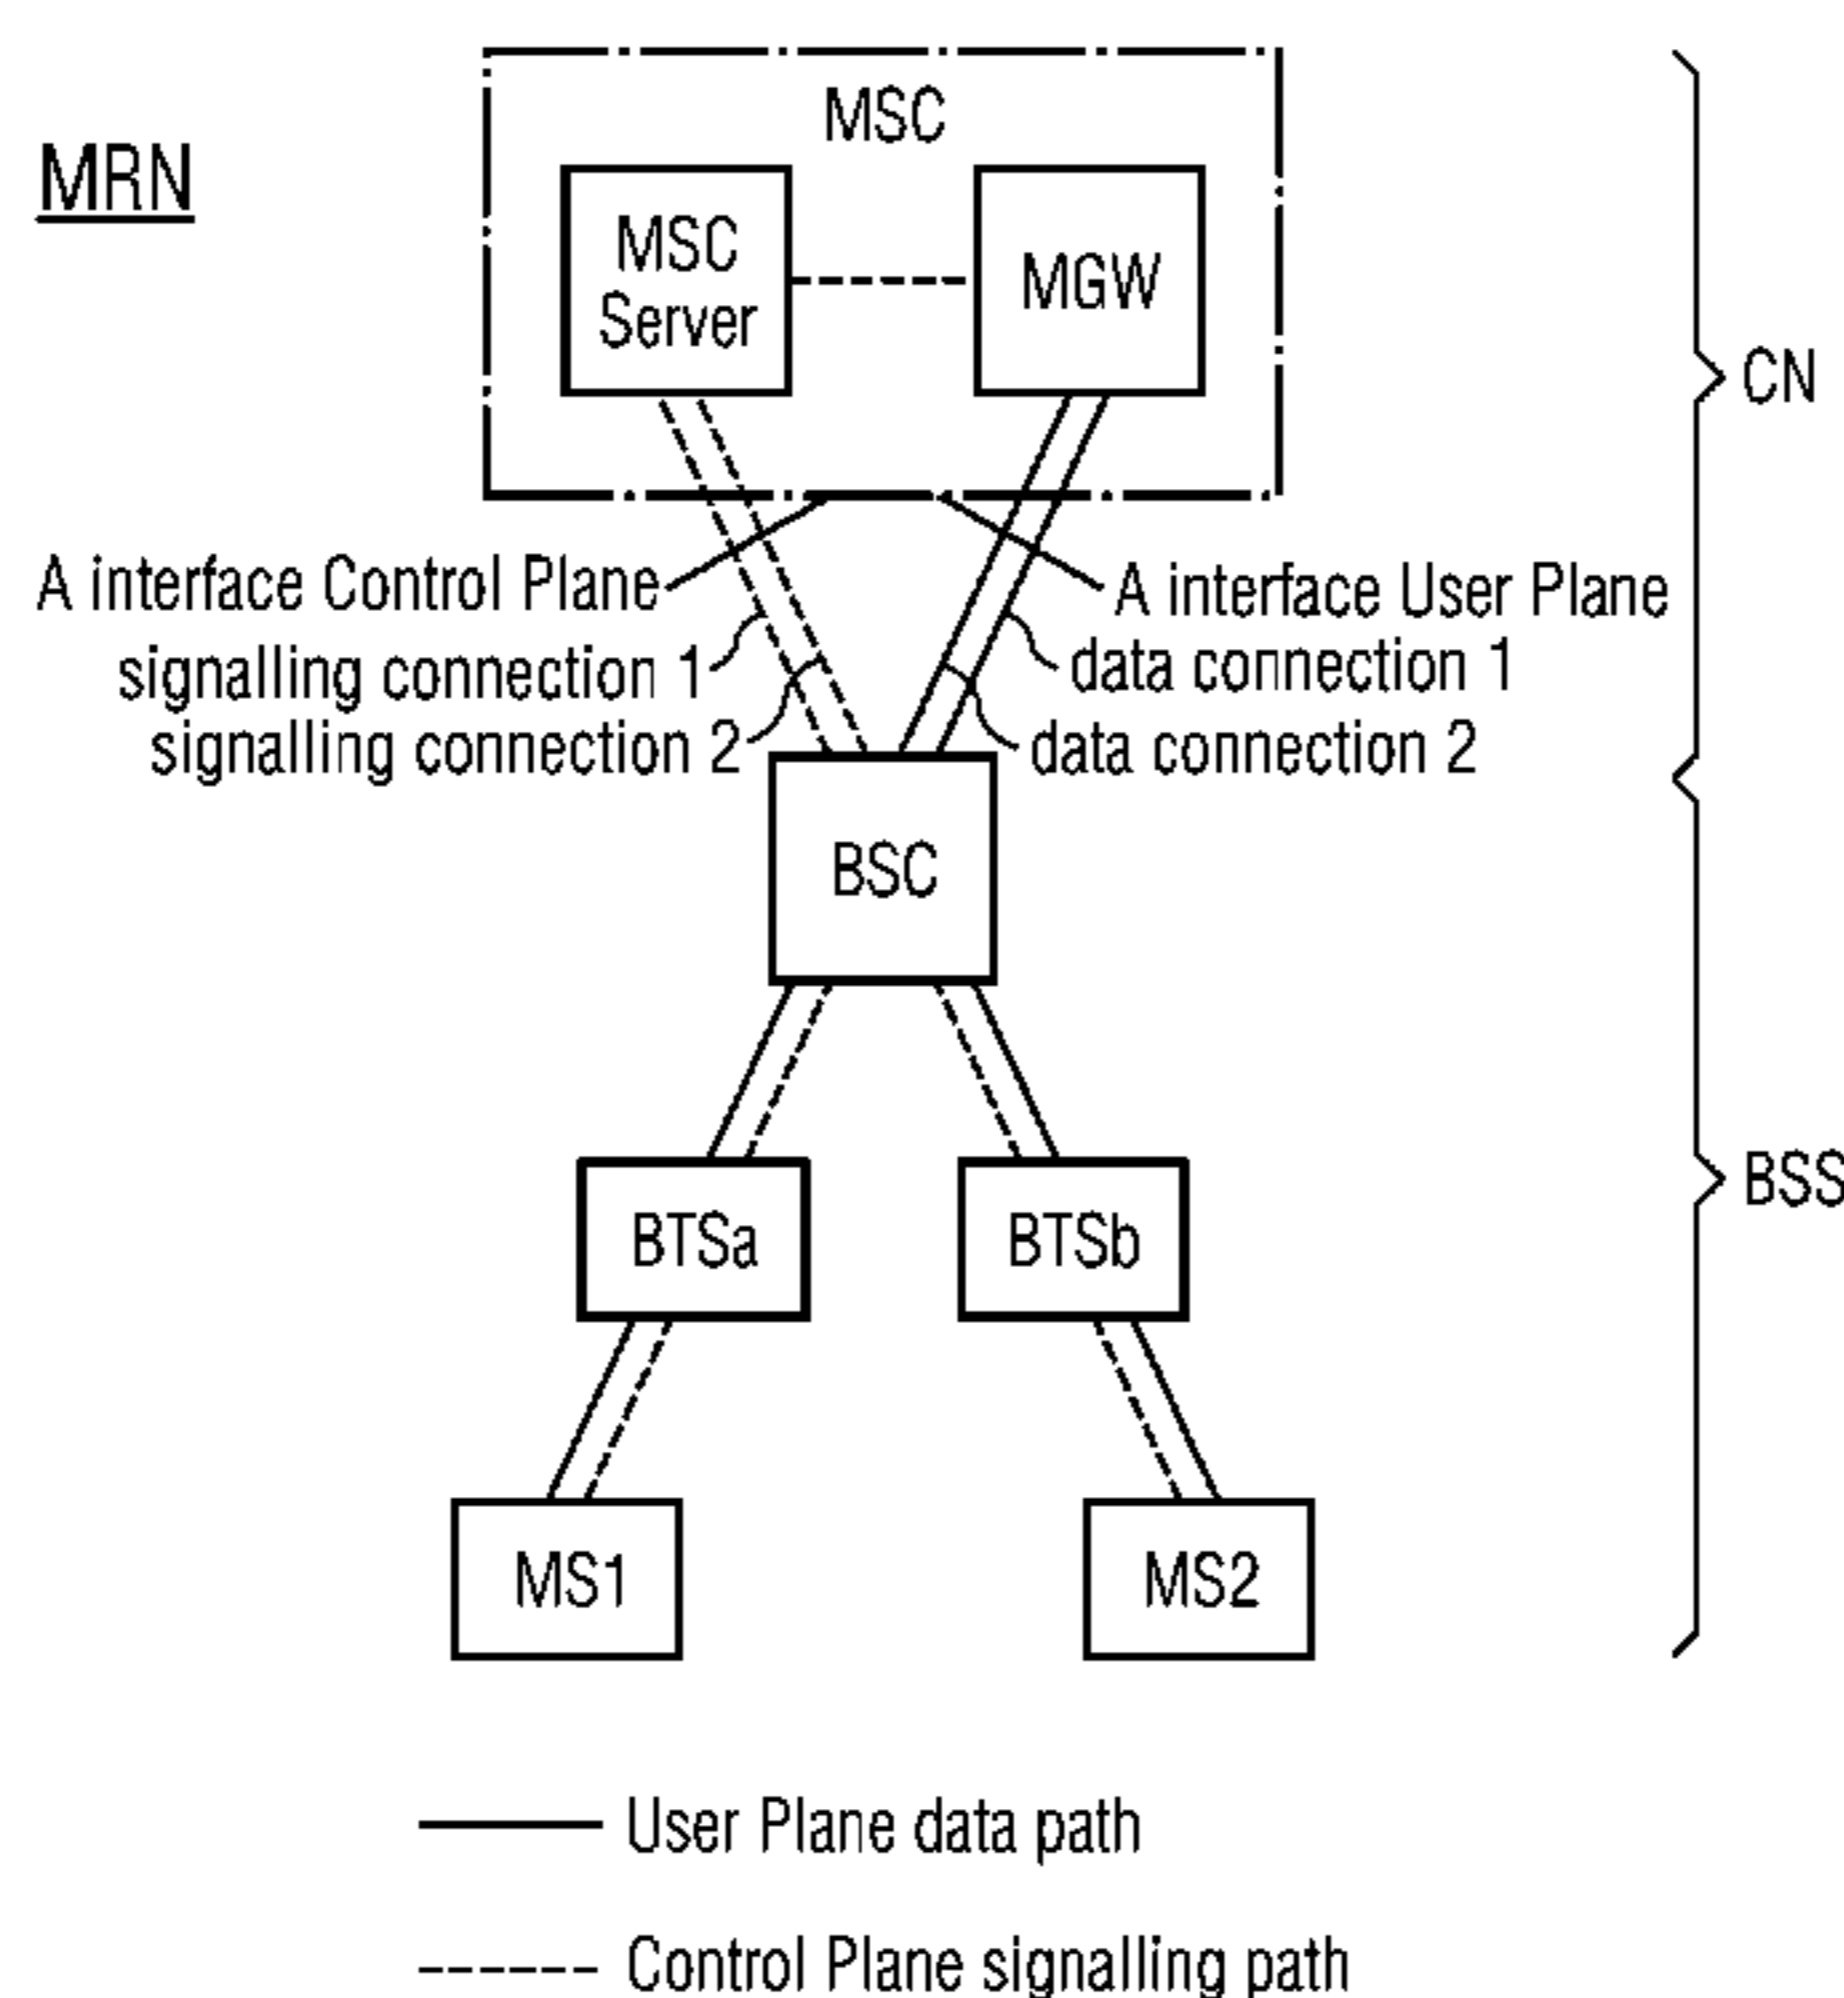 MRN
MSC
MSC
Server
MGW
CN
A interface Control Plane
A interface User Plane
signalling connection 1
data connection 1
signalling connection 2
data connection 2
BSC
BSS
BTSa
BTSb
MS1
MS2
User Plane data path
Control Plane signalling path